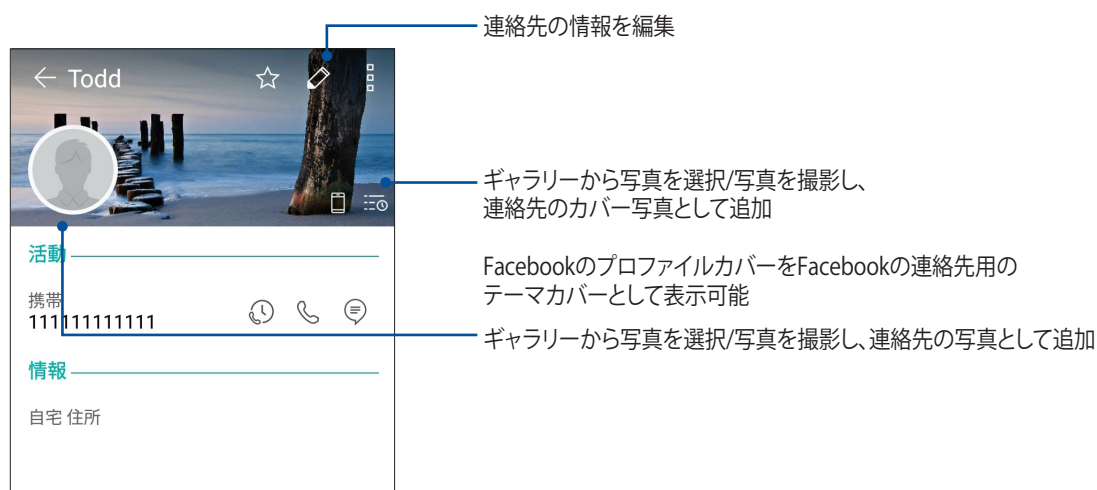 連絡先の情報を編集
Todd
ギャラリーから写真を選択/写真を撮影し、
連絡先のカバー写真として追加
活動
FacebookのプロファイルカバーをFacebookの連絡先用の
テーマカバーとして表示可能
携帯
111111111111
ギャラリーから写真を選択/写真を撮影し、連絡先の写真として追加
情報
自宅 住所